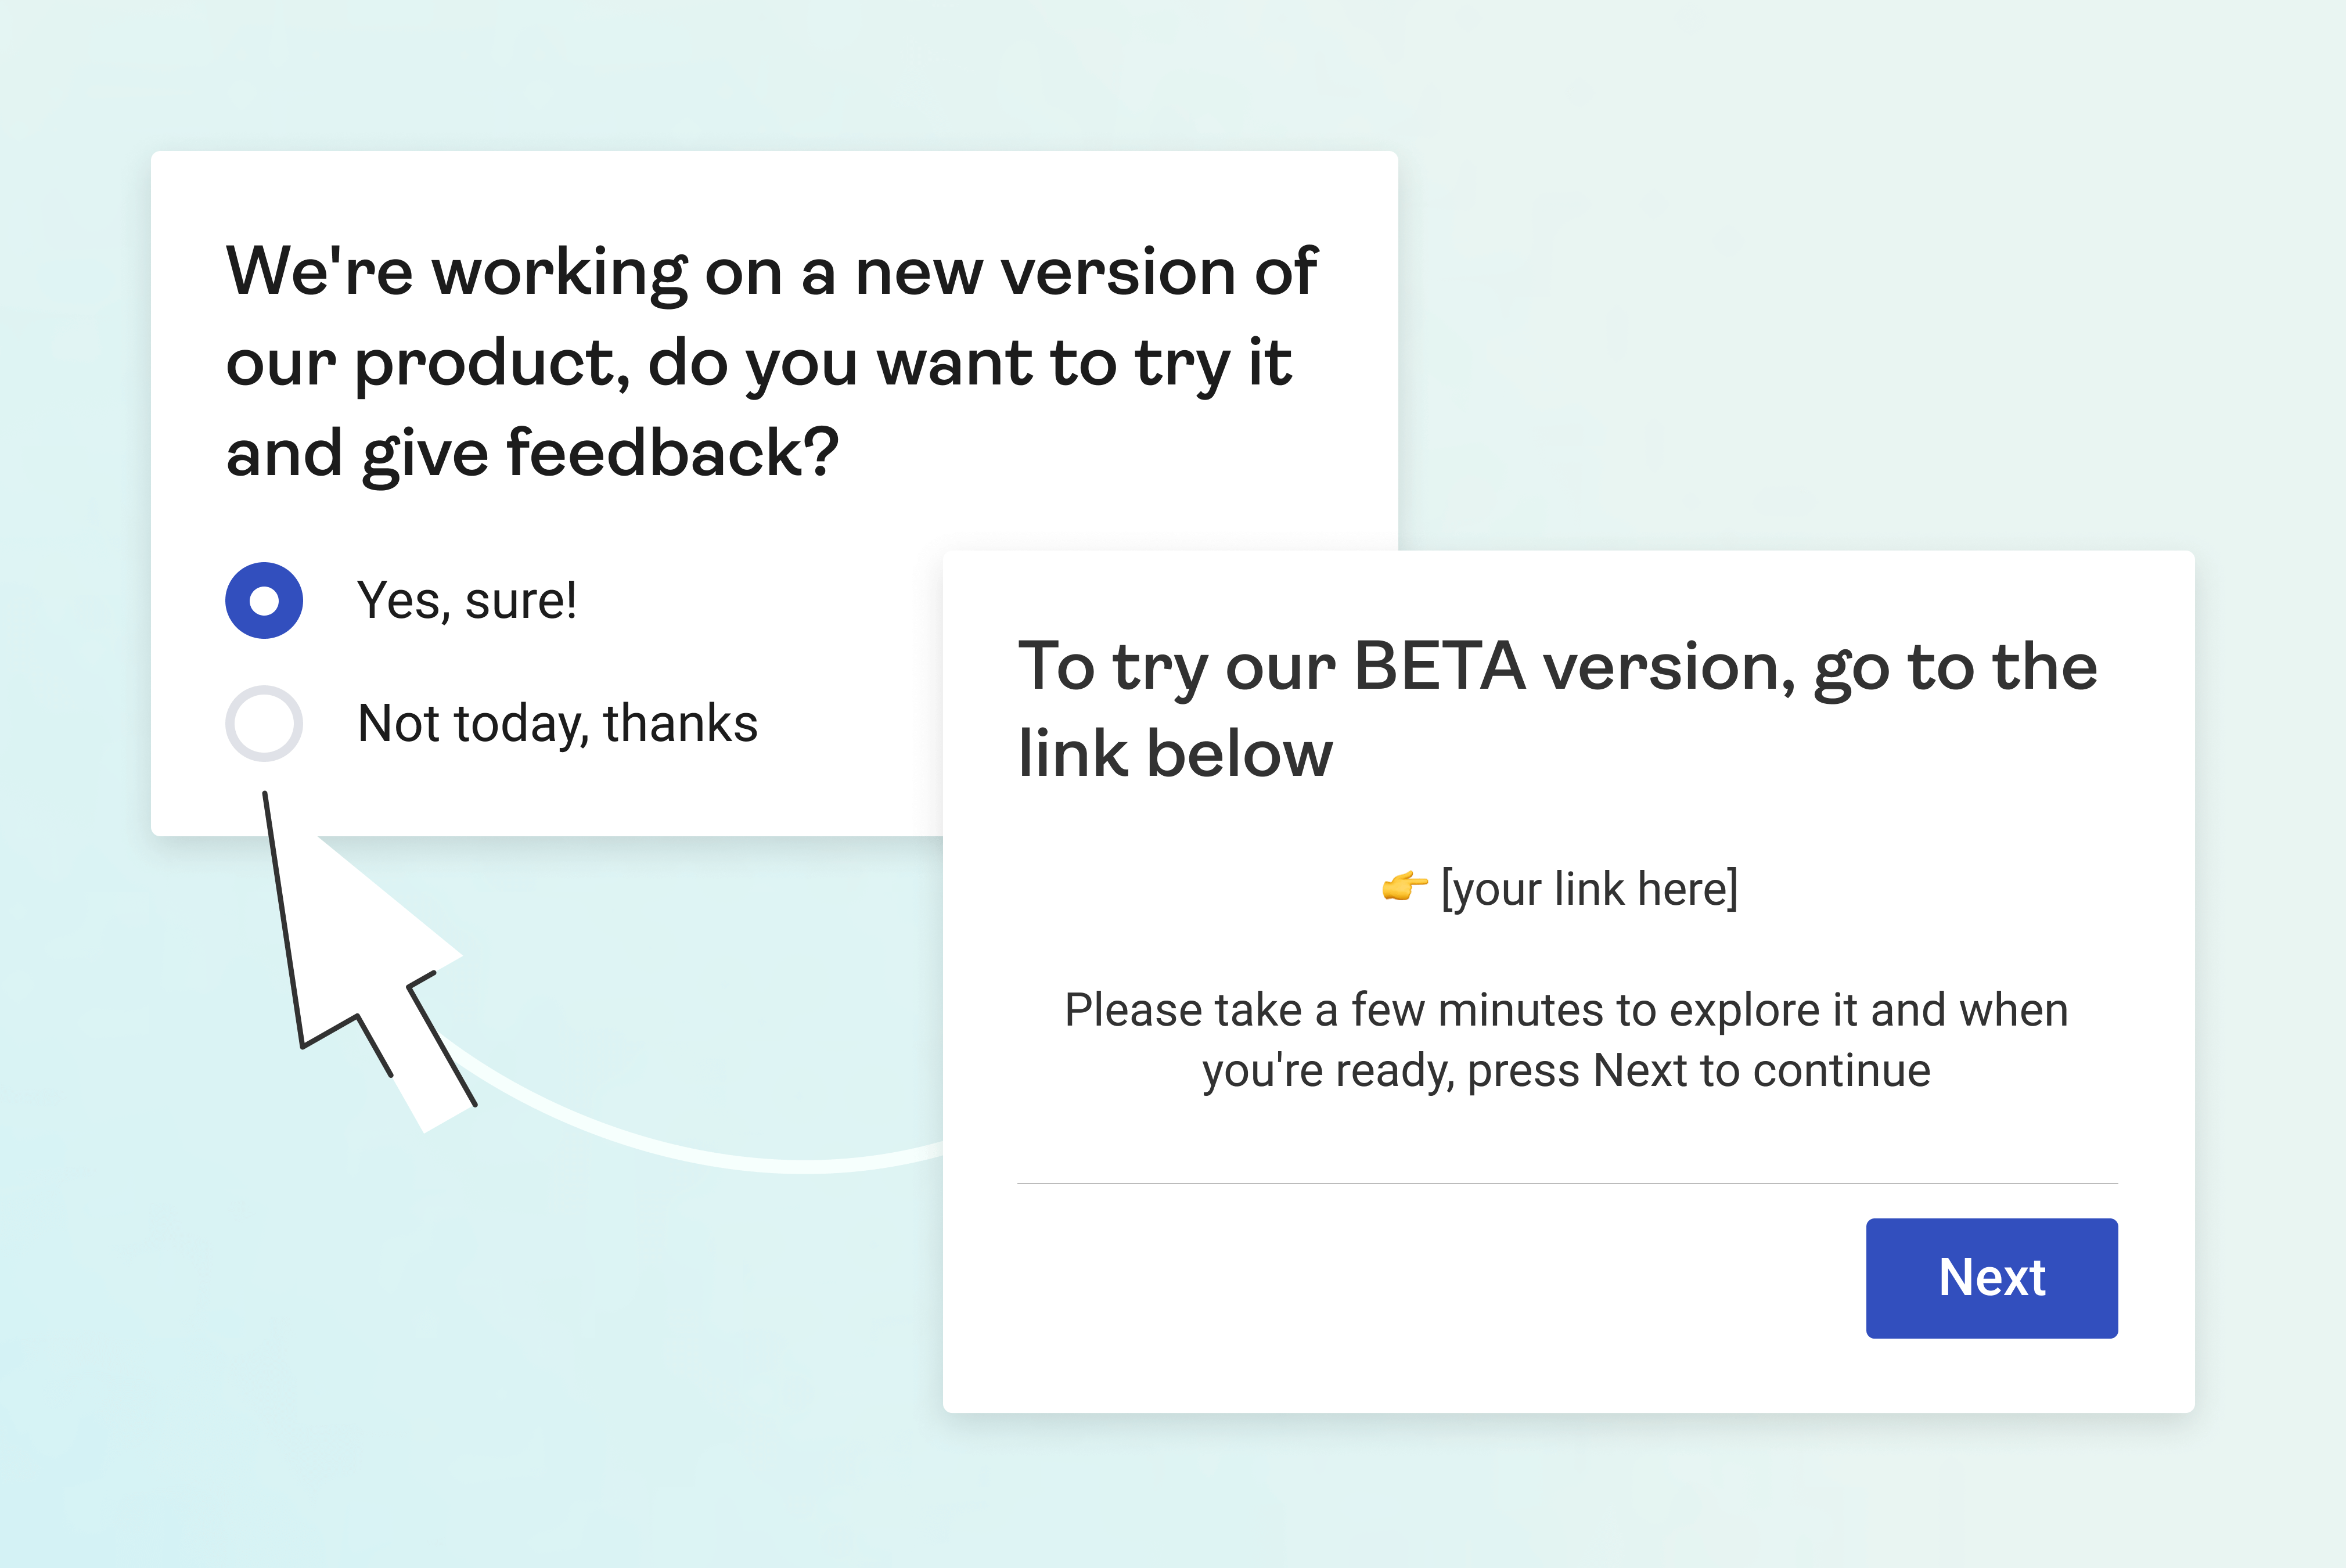 We're working on a new version of
our product, do you want to try it
and give feedback?
Yes, sure!
Not today, thanks
To try our BETA version, go to the
link below
👉 [your link here]
Please take a few minutes to explore it and when
you're ready, press Next to continue
Next